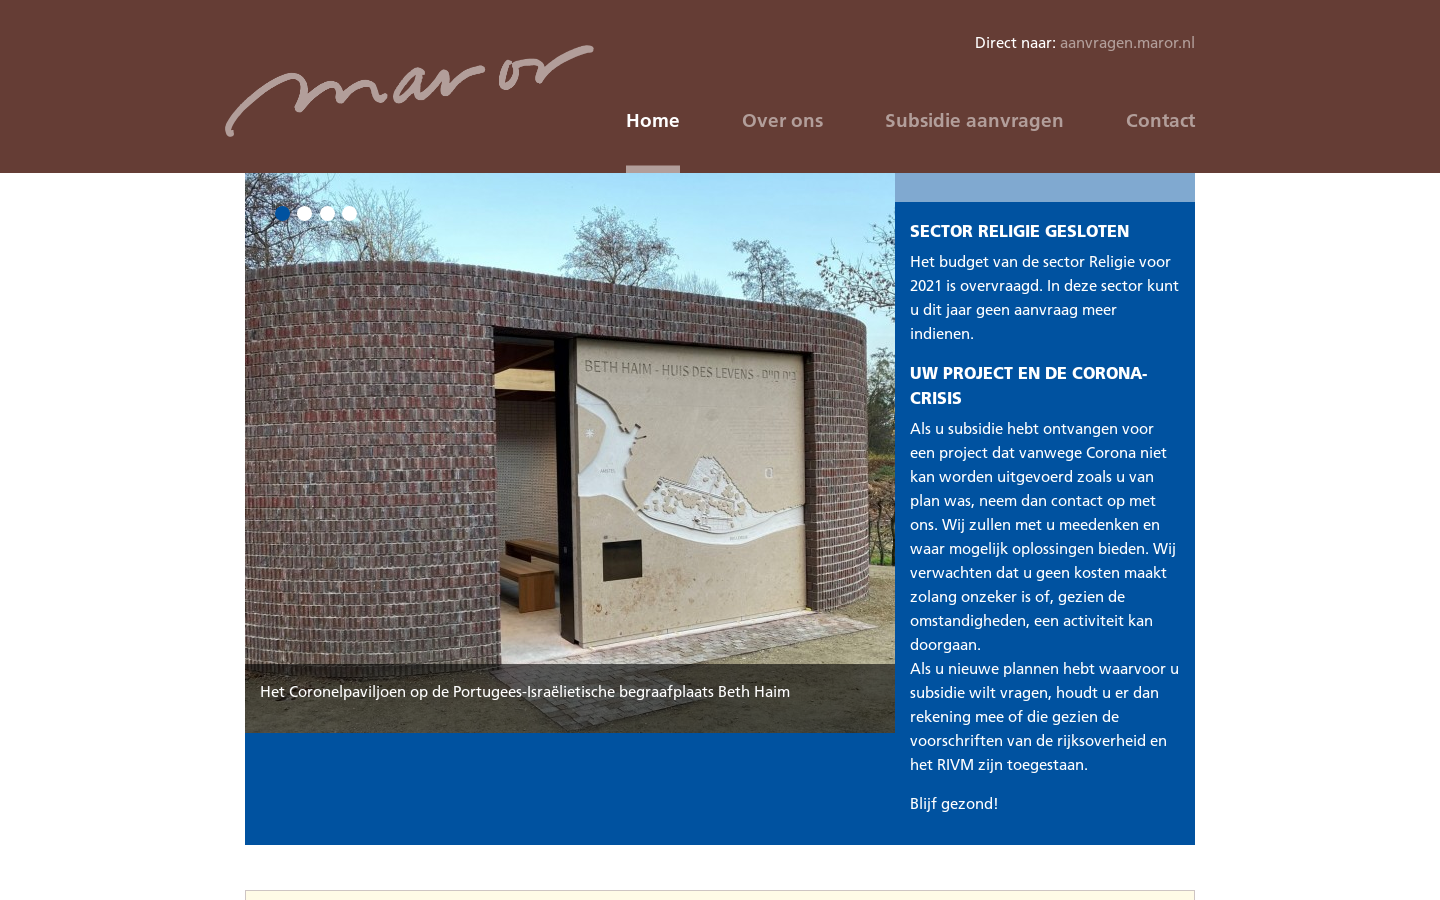 maror
Direct naar: aanvragen.maror.nl
Home
Over ons
Subsidie aanvragen
Contact
BETH HAIM - HUIS DES LEVENS - בית חיים
Het Coronelpaviljoen op de Portugees-Israëlietische begraafplaats Beth Haim
SECTOR RELIGIE GESLOTEN
Het budget van de sector Religie voor
2021 is overvraagd. In deze sector kunt
u dit jaar geen aanvraag meer
indienen.
UW PROJECT EN DE CORONA-
CRISIS
Als u subsidie hebt ontvangen voor
een project dat vanwege Corona niet
kan worden uitgevoerd zoals u van
plan was, neem dan contact op met
ons. Wij zullen met u meedenken en
waar mogelijk oplossingen bieden. Wij
verwachten dat u geen kosten maakt
zolang onzeker is of, gezien de
omstandigheden, een activiteit kan
doorgaan.
Als u nieuwe plannen hebt waarvoor u
subsidie wilt vragen, houdt u er dan
rekening mee of die gezien de
voorschriften van de rijksoverheid en
het RIVM zijn toegestaan.
Blijf gezond!